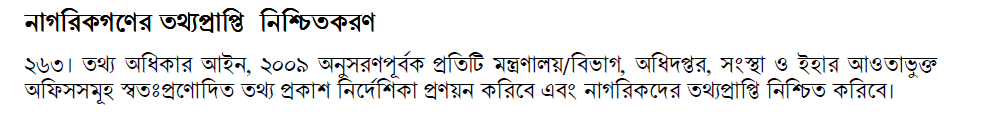 নাগরিকগণের তথ্যপ্রাপ্তি নিশ্চিতকরণ
২৬৩। তথ্য অধিকার আইন, ২০০৯ অনুসরণপূর্বক প্রতিটি মন্ত্রণালয়/বিভাগ, অধিদপ্তর, সংস্থা ও ইহার আওতাভুক্ত
অফিসসমূহ স্বতঃপ্রণোদিত তথ্য প্রকাশ নির্দেশিকা প্রণয়ন করিবে এবং নাগরিকদের তথ্যপ্রাপ্তি নিশ্চিত করিবে।